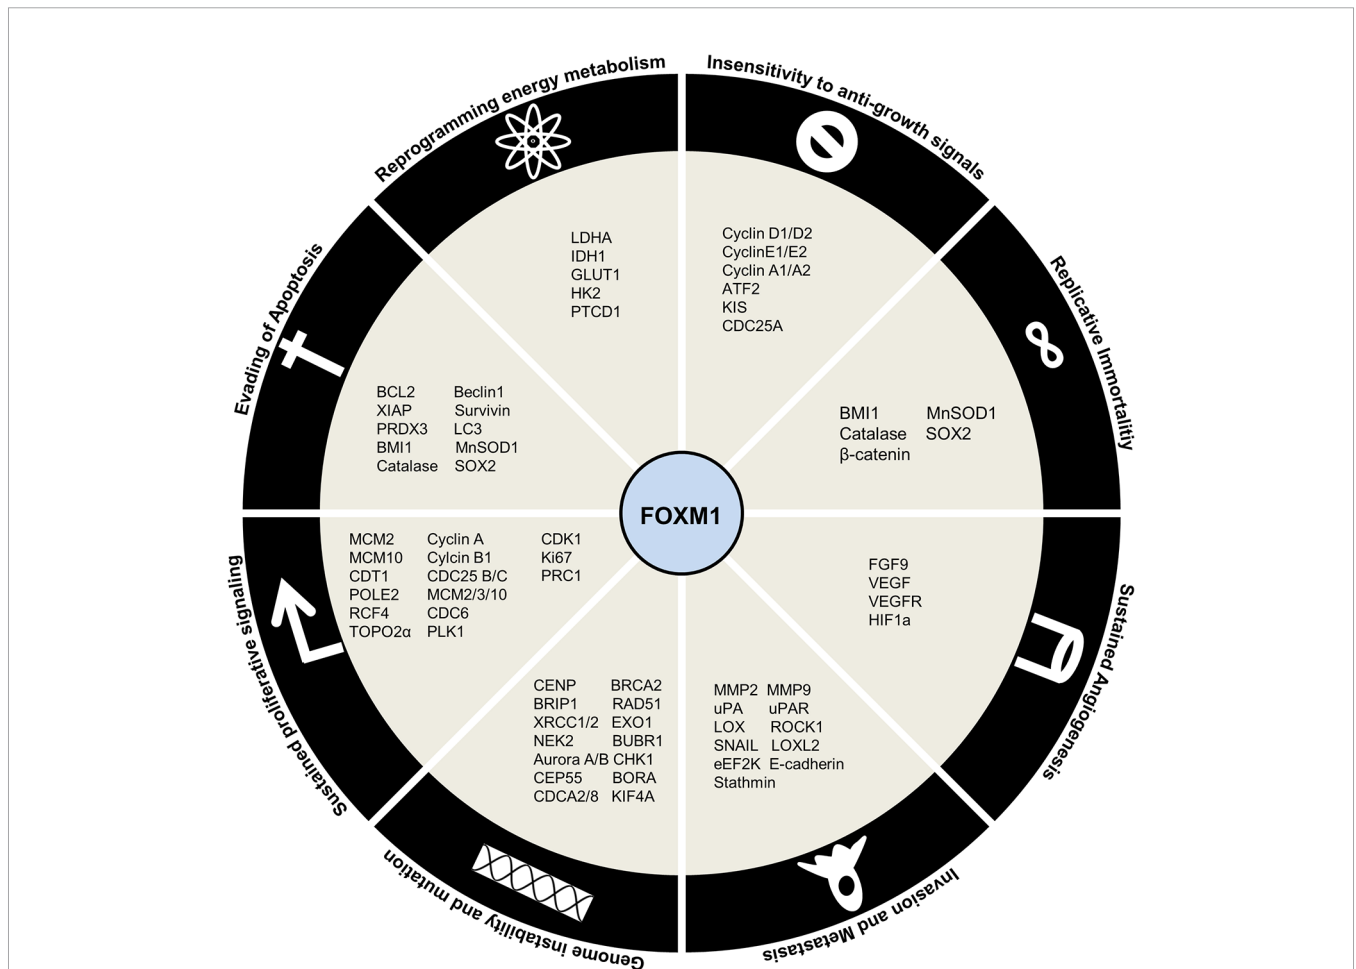 Reprogramming energy metabolism
Insensitivity to anti-growth signals
Replicative Immortalitiy
Sustained Angiogenesis
Invasion and Metastasis
Genome instability and mutation
Sustained proliferative signaling
Evading of Apoptosis
LDHA
IDH1
GLUT1
HK2
PTCD1
Cyclin D1/D2
CyclinE1/E2
Cyclin A1/A2
ATF2
KIS
CDC25A
BCL2 Beclin1
XIAP Survivin
PRDX3 LC3
BMI1 MnSOD1
Catalase SOX2
BMI1 MnSOD1
Catalase SOX2
β-catenin
FOXM1
MCM2 Cyclin A CDK1
MCM10 Cylcin B1 Ki67
CDT1 CDC25 B/C PRC1
POLE2 MCM2/3/10
RCF4 CDC6
TOPO2α PLK1
FGF9
VEGF
VEGFR
HIF1a
CENP BRCA2
BRIP1 RAD51
XRCC1/2 EXO1
NEK2 BUBR1
Aurora A/B CHK1
CEP55 BORA
CDCA2/8 KIF4A
MMP2 MMP9
uPA uPAR
LOX ROCK1
SNAIL LOXL2
eEF2K E-cadherin
Stathmin